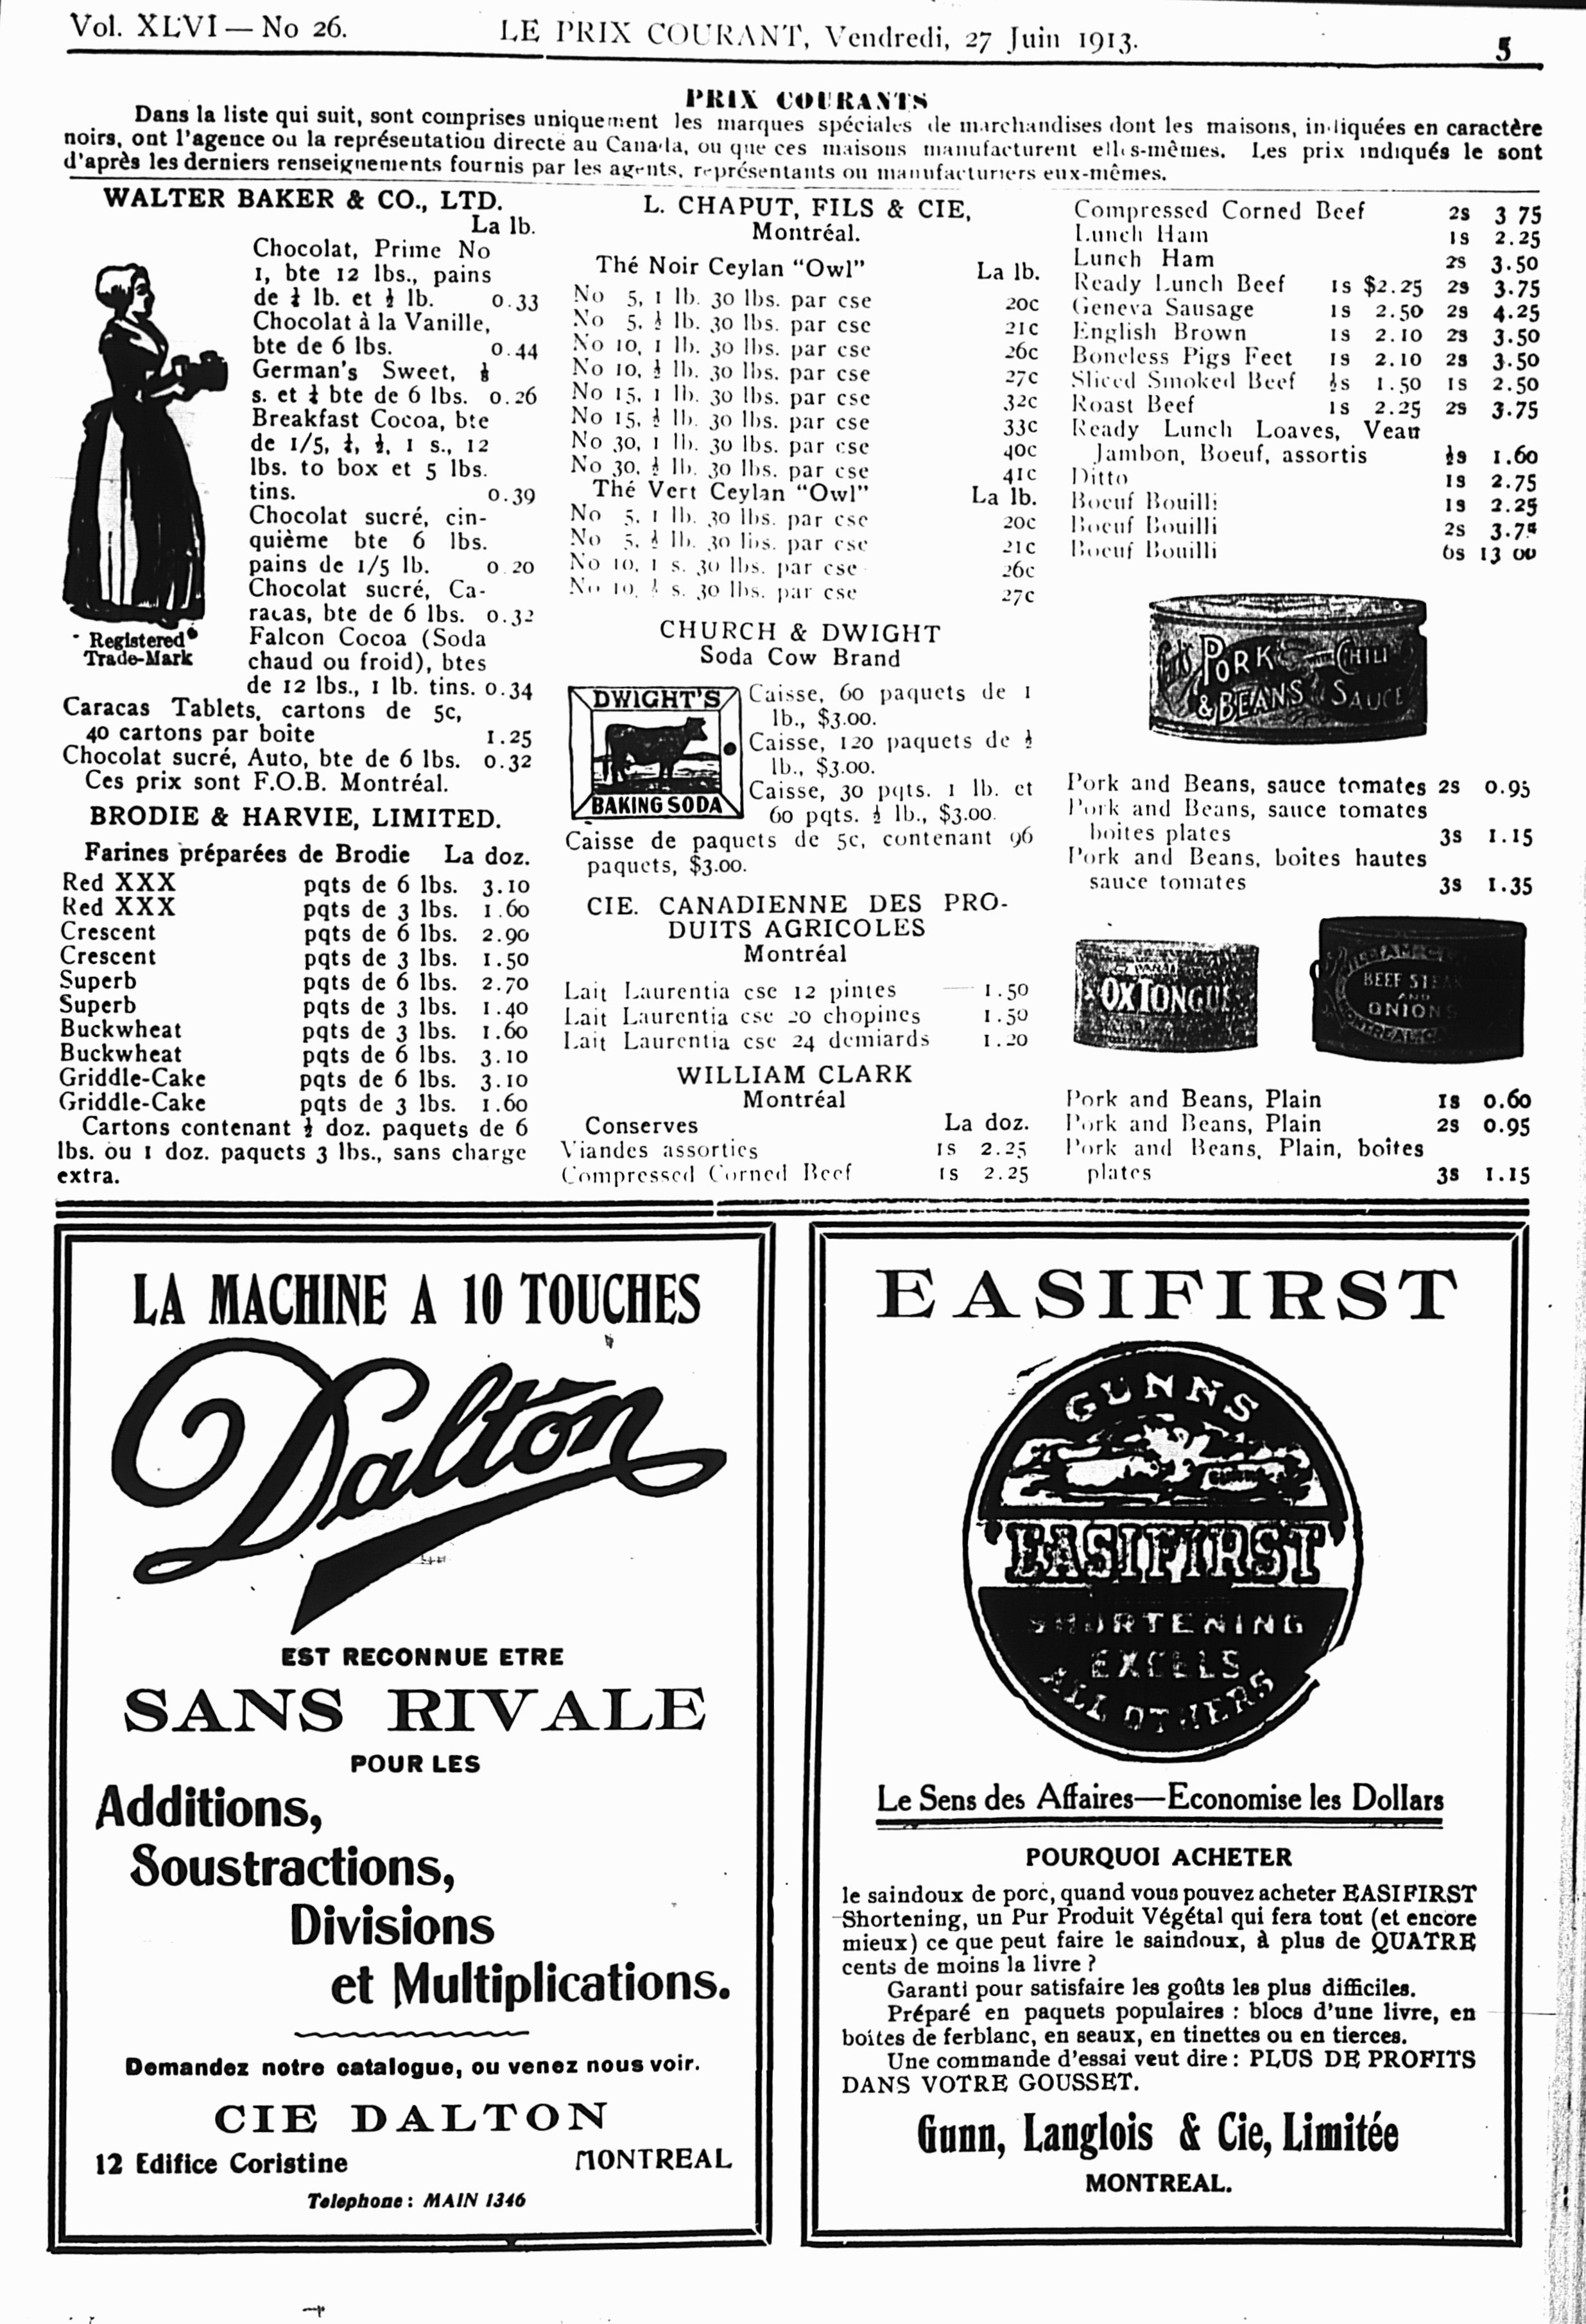 Vol. XLVI — No 26.
LE PRIX COURANT, Vendredi, 27 Juin 1913.
5
PRIX COURANTS
Dans la liste qui suit, sont comprises uniquement les marques spéciales de marchandises dont les maisons, indiquées en caractère
noirs, ont l'agence ou la représentation directe au Canada, ou que ces maisons manufacturent elles-mêmes. Les prix indiqués le sont
d'après les derniers renseignements fournis par les agents, représentants ou manufacturiers eux-mêmes.
WALTER BAKER & CO., LTD.
La lb.
Chocolat, Prime No
1, bte 12 lbs., pains
de ¼ lb. et ½ lb. 0.33
Chocolat à la Vanille,
bte de 6 lbs. 0.44
German's Sweet,
s. et ¼ bte de 6 lbs. 0.26
Breakfast Cocoa, bte
de 1/5, ¼, ½, 1 s., 12
lbs. to box et 5 lbs.
tins. 0.39
Chocolat sucré, cin-
quième bte 6 lbs.
pains de 1/5 lb. 0 20
Chocolat sucré, Ca-
racas, bte de 6 lbs. 0.32
Falcon Cocoa (Soda
chaud ou froid), btes
de 12 lbs., 1 lb. tins. 0.34
Registered
Trade-Mark
Caracas Tablets, cartons de 5c,
40 cartons par boite 1.25
Chocolat sucré, Auto, bte de 6 lbs. 0.32
Ces prix sont F.O.B. Montréal.
BRODIE & HARVIE, LIMITED.
Farines préparées de Brodie La doz.
Red XXX pqts de 6 lbs. 3.10
Red XXX pqts de 3 lbs. 1.60
Crescent pqts de 6 lbs. 2.90
Crescent pqts de 3 lbs. 1.50
Superb pqts de 6 lbs. 2.70
Superb pqts de 3 lbs. 1.40
Buckwheat pqts de 3 lbs. 1.60
Buckwheat pqts de 6 lbs. 3.10
Griddle-Cake pqts de 6 lbs. 3.10
Griddle-Cake pqts de 3 lbs. 1.60
Cartons contenant ½ doz. paquets de 6
lbs. ou 1 doz. paquets 3 lbs., sans charge
extra.
L. CHAPUT, FILS & CIE,
Montréal.
Thé Noir Ceylan "Owl" La lb.
No 5, 1 lb. 30 lbs. par cse 20c
No 5, ½ lb. 30 lbs. par cse 21c
No 10, 1 lb. 30 lbs. par cse 26c
No 10, ½ lb. 30 lbs. par cse 27c
No 15, 1 lb. 30 lbs. par cse 32c
No 15, ½ lb. 30 lbs. par cse 33c
No 30, 1 lb. 30 lbs. par cse 40c
No 30, ½ lb. 30 lbs. par cse 41c
Thé Vert Ceylan "Owl" La lb.
No 5, 1 lb. 30 lbs. par cse 20c
No 5, ½ lb. 30 lbs. par cse 21c
No 10, 1 s. 30 lbs. par cse 26c
No 10, ½ s. 30 lbs. par cse 27c
CHURCH & DWIGHT
Soda Cow Brand
DWIGHT'S
BAKING SODA
Caisse, 60 paquets de 1
lb., $3.00.
Caisse, 120 paquets de ½
lb., $3.00.
Caisse, 30 pqts. 1 lb. et
60 pqts. ½ lb., $3.00.
Caisse de paquets de 5c, contenant 96
paquets, $3.00.
CIE. CANADIENNE DES PRO-
DUITS AGRICOLES
Montréal
Lait Laurentia cse 12 pintes 1.50
Lait Laurentia cse 20 chopines 1.50
Lait Laurentia cse 24 demiards 1.20
WILLIAM CLARK
Montréal
Conserves La doz.
Viandes assorties 1s 2.25
Compressed Corned Beef 1s 2.25
Compressed Corned Beef 2s 3 75
Lunch Ham 1s 2.25
Lunch Ham 2s 3.50
Ready Lunch Beef 1s $2.25 2s 3.75
Geneva Sausage 1s 2.50 2s 4.25
English Brown 1s 2.10 2s 3.50
Boneless Pigs Feet 1s 2.10 2s 3.50
Sliced Smoked Beef ½s 1.50 1s 2.50
Roast Beef 1s 2.25 2s 3.75
Ready Lunch Loaves, Veau
Jambon, Boeuf, assortis ½s 1.60
Ditto 1s 2.75
Boeuf Bouilli 1s 2.25
Boeuf Bouilli 2s 3.75
Boeuf Bouilli 6s 13 00
PORK & BEANS WITH CHILI SAUCE
Pork and Beans, sauce tomates 2s 0.95
Pork and Beans, sauce tomates
boites plates 3s 1.15
Pork and Beans, boites hautes
sauce tomates 3s 1.35
OX TONGUE
WILLIAM CLARK
BEEF STEAK
AND
ONIONS
MONTREAL
Pork and Beans, Plain 1s 0.60
Pork and Beans, Plain 2s 0.95
Pork and Beans, Plain, boites
plates 3s 1.15
LA MACHINE A 10 TOUCHES
Dalton
EST RECONNUE ETRE
SANS RIVALE
POUR LES
Additions,
Soustractions,
Divisions
et Multiplications.
Demandez notre catalogue, ou venez nous voir.
CIE DALTON
12 Edifice Coristine MONTREAL
Telephone: MAIN 1346
EASIFIRST
GUNNS
"EASIFIRST"
SHORTENING
EXCELS
ALL OTHERS
Le Sens des Affaires—Economise les Dollars
POURQUOI ACHETER
le saindoux de porc, quand vous pouvez acheter EASIFIRST
Shortening, un Pur Produit Végétal qui fera tout (et encore
mieux) ce que peut faire le saindoux, à plus de QUATRE
cents de moins la livre ?
Garanti pour satisfaire les goûts les plus difficiles.
Préparé en paquets populaires : blocs d'une livre, en
boites de ferblanc, en seaux, en tinettes ou en tierces.
Une commande d'essai veut dire : PLUS DE PROFITS
DANS VOTRE GOUSSET.
Gunn, Langlois & Cie, Limitée
MONTREAL.